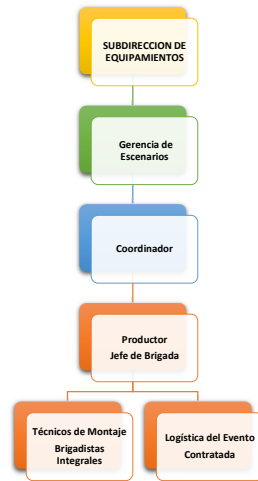 SUBDIRECCION DE
EQUIPAMIENTOS
Gerencia de
Escenarios
Coordinador
Productor
Jefe de Brigada
Técnicos de Montaje
Brigadistas
Integrales
Logística del Evento
Contratada